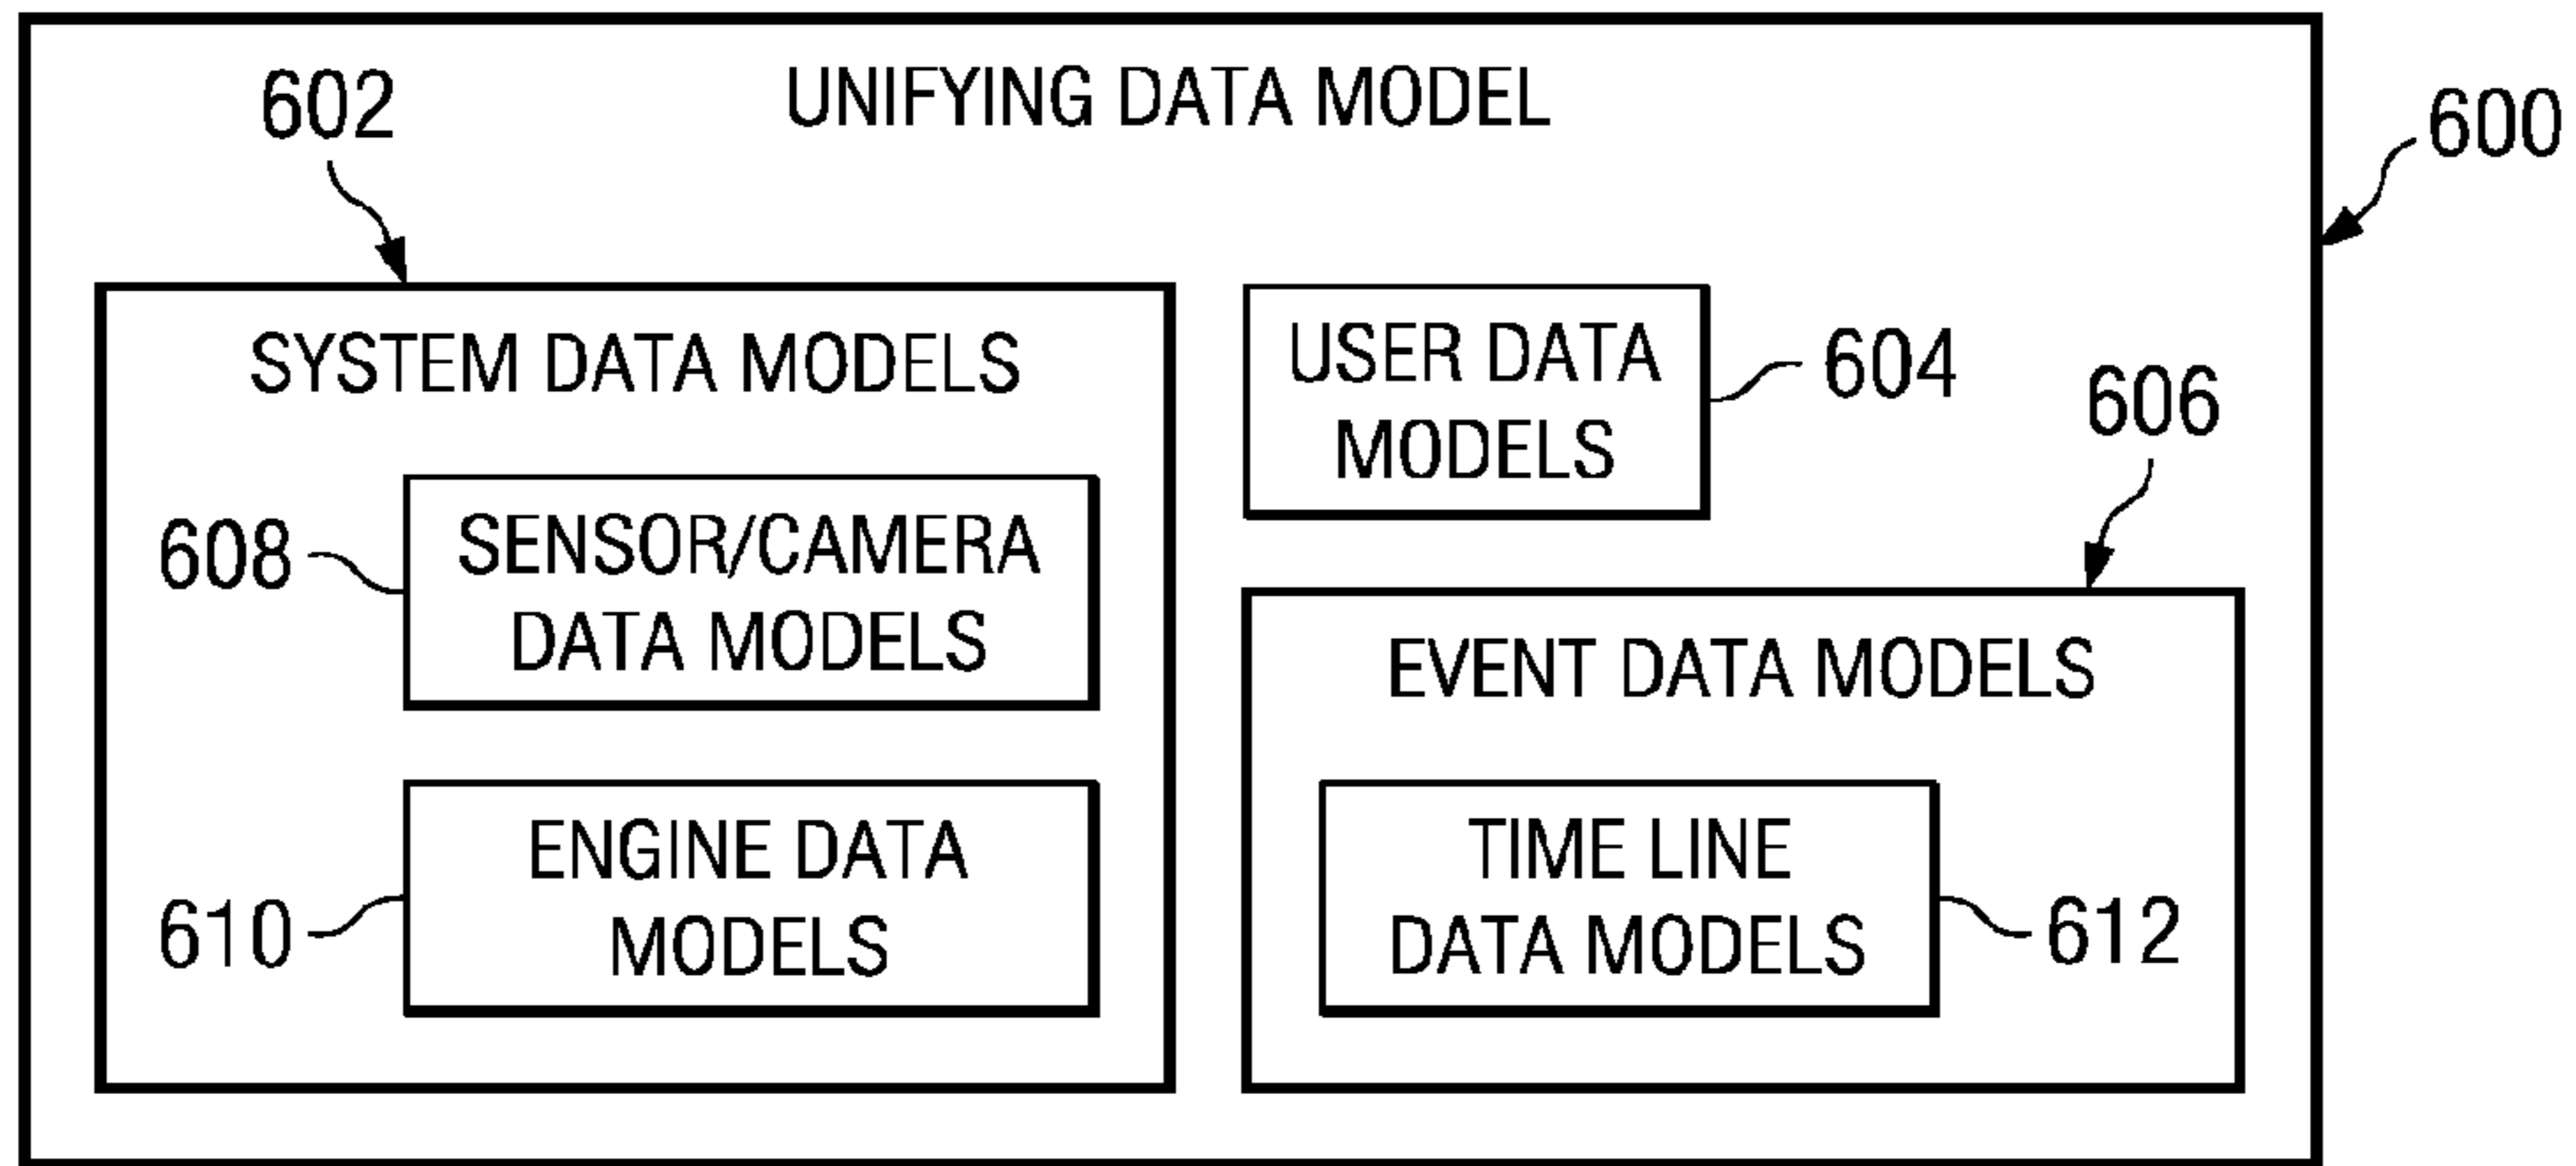 UNIFYING DATA MODEL
600
602
SYSTEM DATA MODELS
608
SENSOR/CAMERA
DATA MODELS
610
ENGINE DATA
MODELS
USER DATA
MODELS
604
606
EVENT DATA MODELS
TIME LINE
DATA MODELS
612